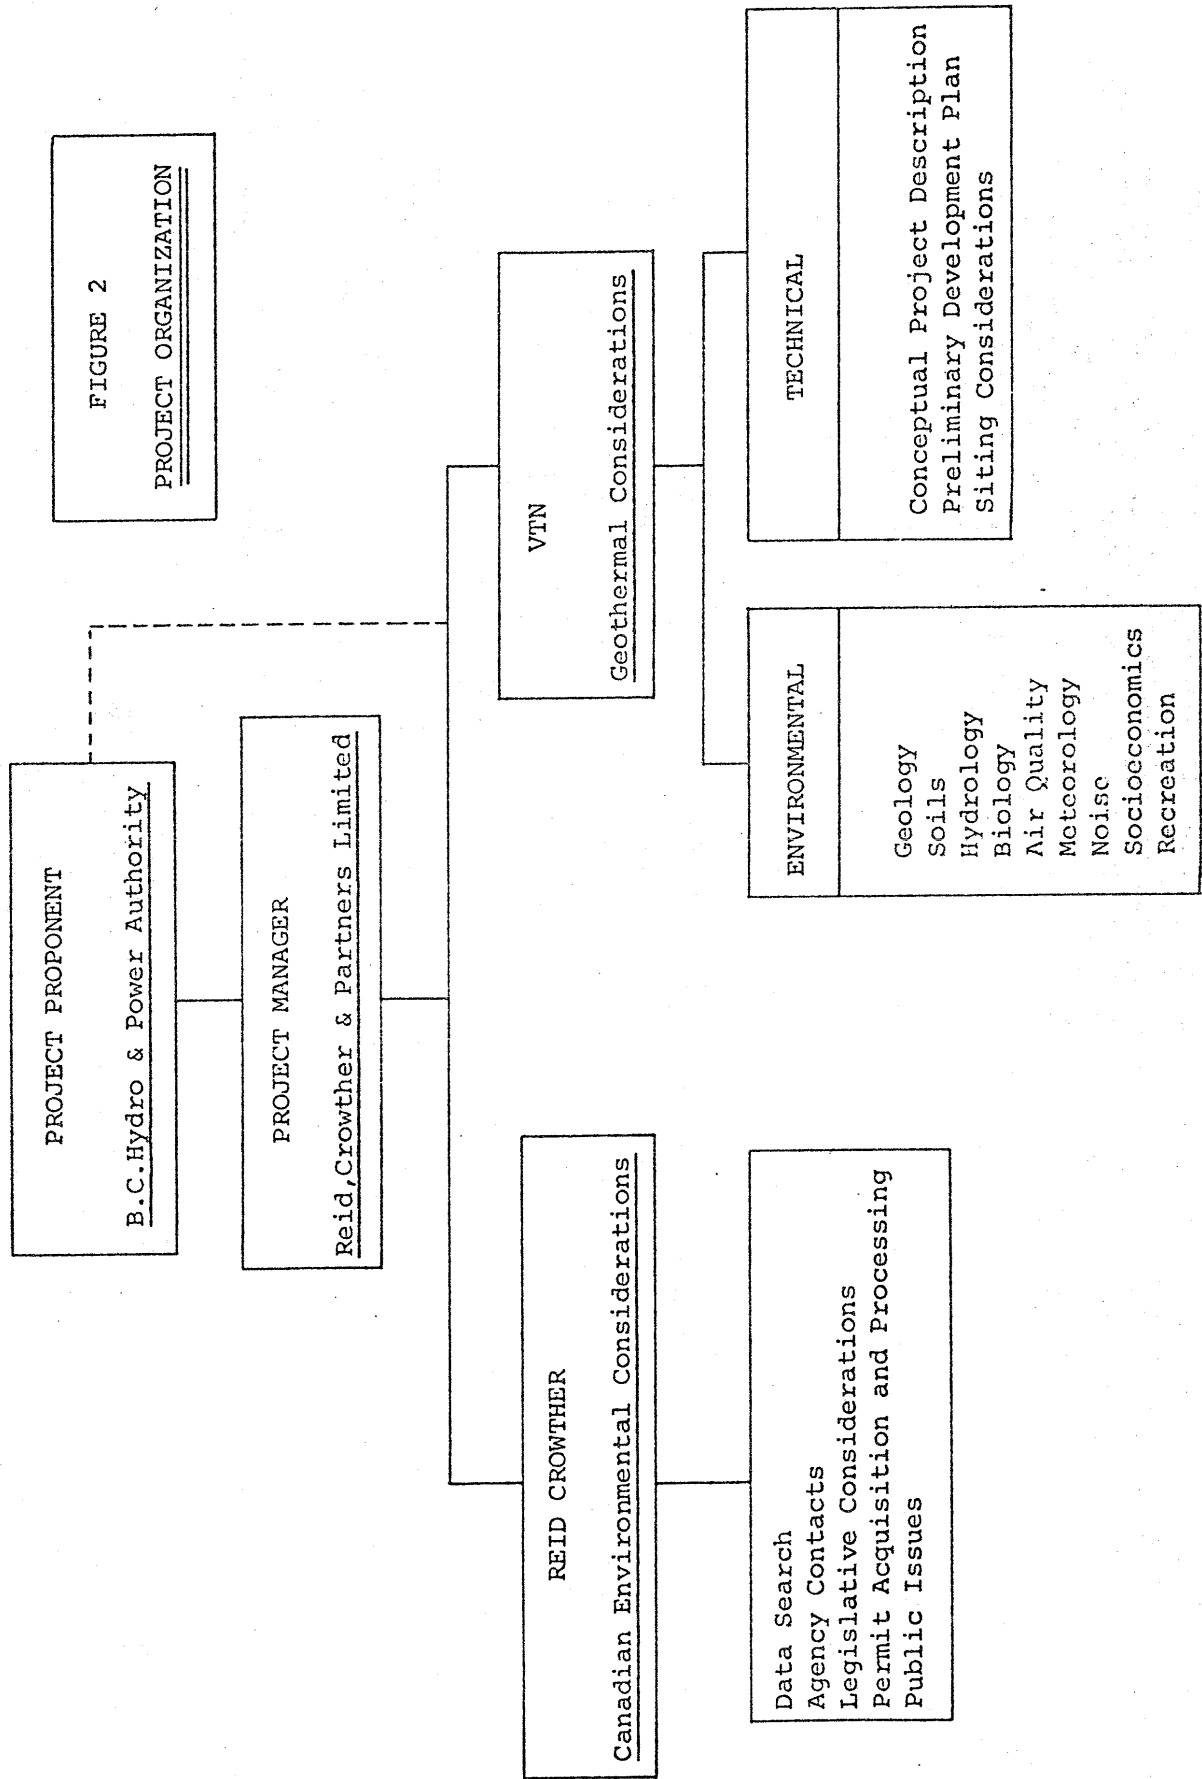 FIGURE 2
PROJECT ORGANIZATION
PROJECT PROPONENT
B.C.Hydro & Power Authority
PROJECT MANAGER
Reid,Crowther & Partners Limited
REID CROWTHER
Canadian Environmental Considerations
Data Search
Agency Contacts
Legislative Considerations
Permit Acquisition and Processing
Public Issues
VTN
Geothermal Considerations
ENVIRONMENTAL
Geology
Soils
Hydrology
Biology
Air Quality
Meteorology
Noise
Socioeconomics
Recreation
TECHNICAL
Conceptual Project Description
Preliminary Development Plan
Siting Considerations